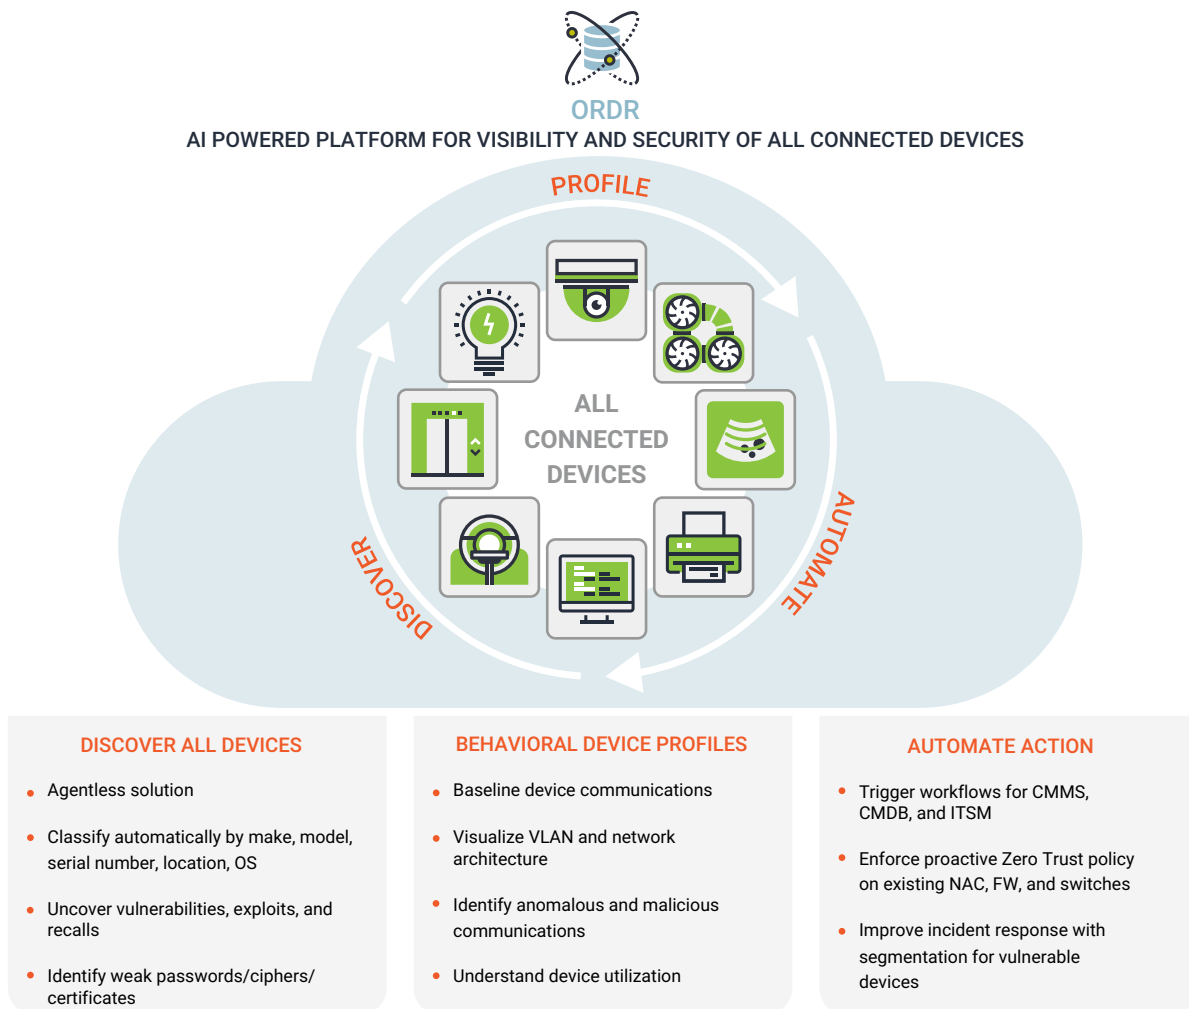 ORDR
AI POWERED PLATFORM FOR VISIBILITY AND SECURITY OF ALL CONNECTED DEVICES
PROFILE
ALL
CONNECTED
DEVICES
DISCOVER
AUTOMATE
DISCOVER ALL DEVICES
• Agentless solution
• Classify automatically by make, model,
serial number, location, OS
• Uncover vulnerabilities, exploits, and
recalls
• Identify weak passwords/ciphers/
certificates
BEHAVIORAL DEVICE PROFILES
• Baseline device communications
• Visualize VLAN and network
architecture
• Identify anomalous and malicious
communications
• Understand device utilization
AUTOMATE ACTION
• Trigger workflows for CMMS,
CMDB, and ITSM
• Enforce proactive Zero Trust policy
on existing NAC, FW, and switches
• Improve incident response with
segmentation for vulnerable
devices